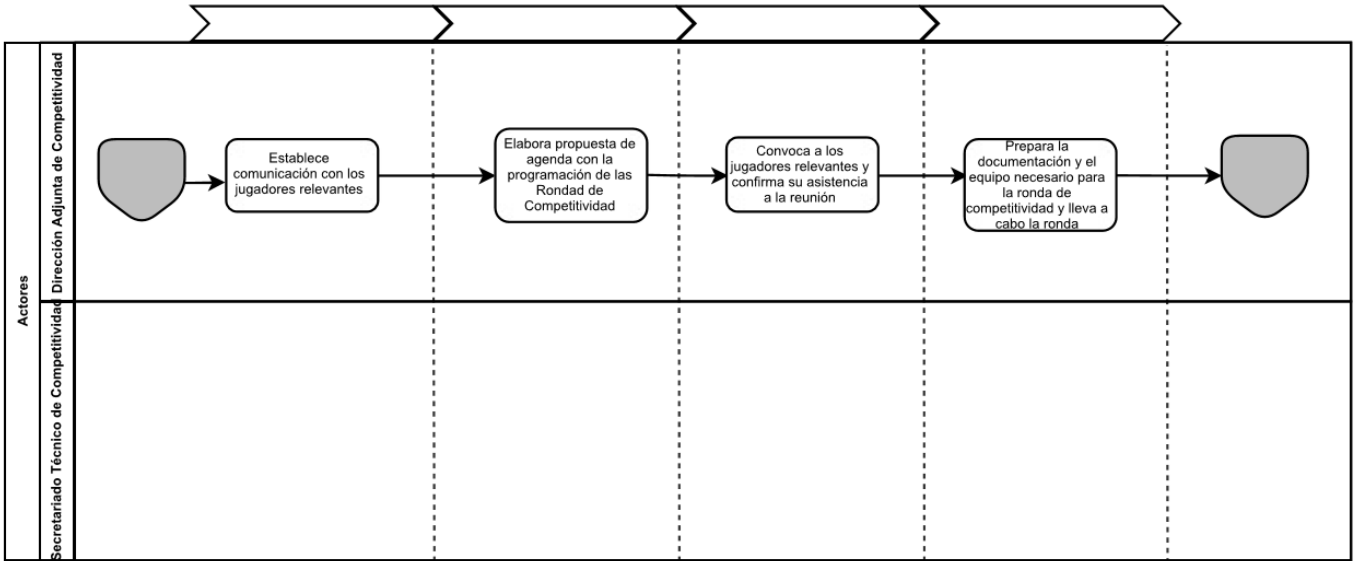 Actores
Dirección Adjunta de Competitividad
Secretariado Técnico de Competitividad
Establece
comunicación con los
jugadores relevantes
Elabora propuesta de
agenda con la
programación de las
Rondad de
Competitividad
Convoca a los
jugadores relevantes y
confirma su asistencia
a la reunión
Prepara la
documentación y el
equipo necesario para
la ronda de
competitividad y lleva a
cabo la ronda